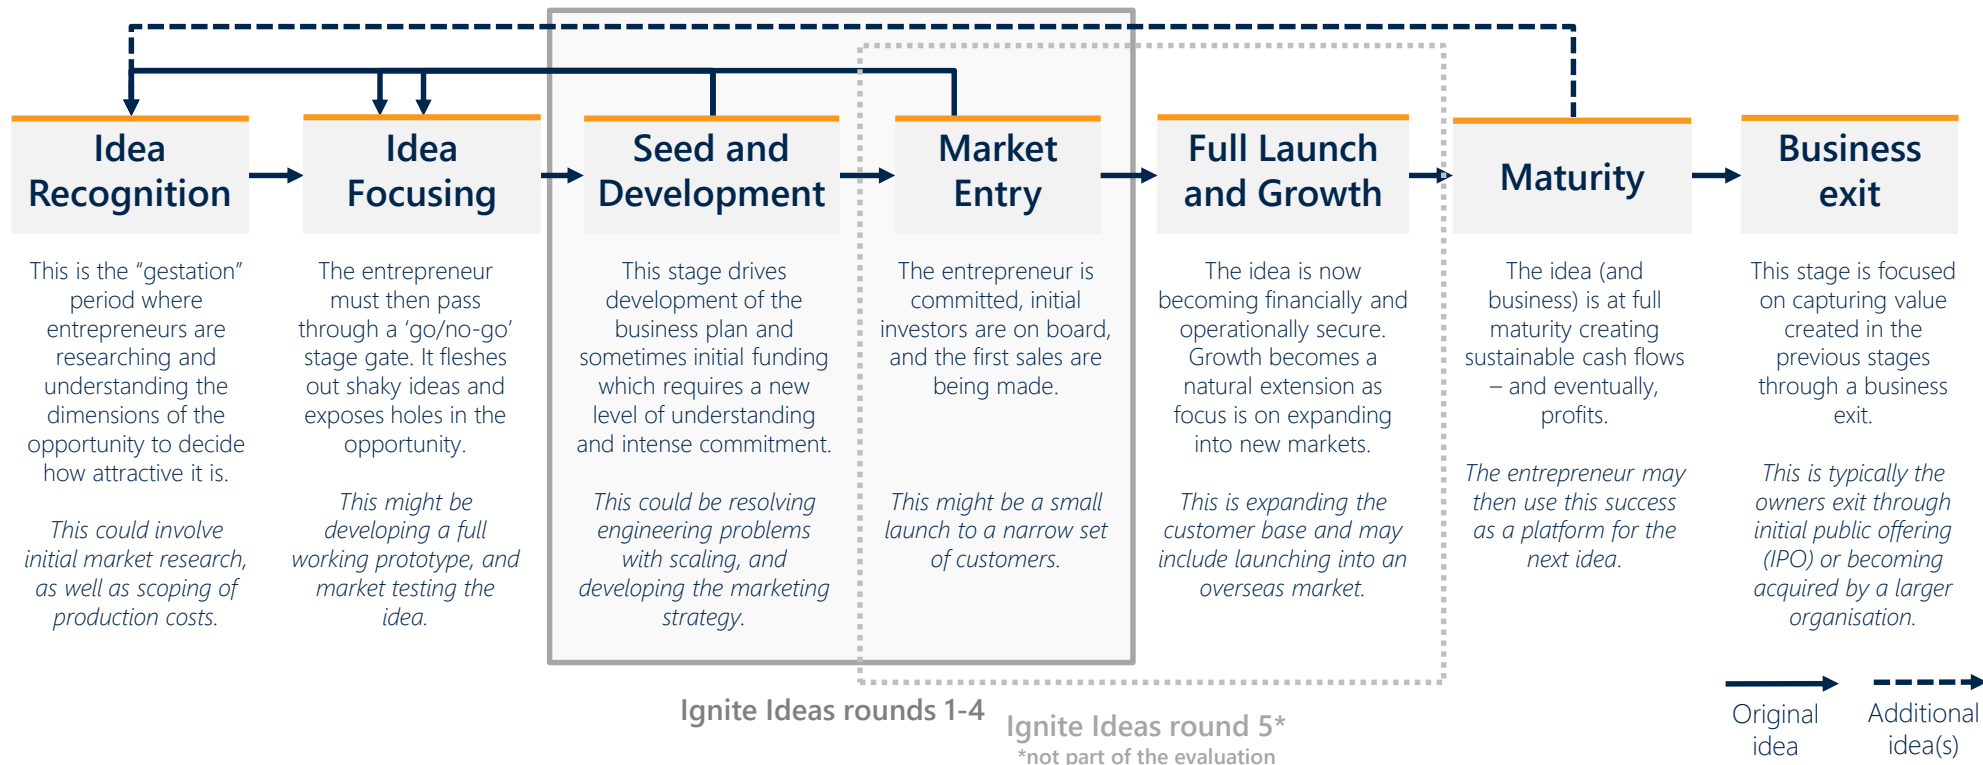 Idea
Recognition
This is the “gestation”
period where
entrepreneurs are
researching and
understanding the
dimensions of the
opportunity to decide
how attractive it is.
This could involve
initial market research,
as well as scoping of
production costs.
Idea
Focusing
The entrepreneur
must then pass
through a ‘go/no-go’
stage gate. It fleshes
out shaky ideas and
exposes holes in the
opportunity.
This might be
developing a full
working prototype, and
market testing the
idea.
Seed and
Development
This stage drives
development of the
business plan and
sometimes initial funding
which requires a new
level of understanding
and intense commitment.
This could be resolving
engineering problems
with scaling, and
developing the marketing
strategy.
Market
Entry
The entrepreneur is
committed, initial
investors are on board,
and the first sales are
being made.
This might be a small
launch to a narrow set
of customers.
Full Launch
and Growth
The idea is now
becoming financially and
operationally secure.
Growth becomes a
natural extension as
focus is on expanding
into new markets.
This is expanding the
customer base and may
include launching into an
overseas market.
Maturity
The idea (and
business) is at full
maturity creating
sustainable cash flows
– and eventually,
profits.
The entrepreneur may
then use this success
as a platform for the
next idea.
Business
exit
This stage is focused
on capturing value
created in the
previous stages
through a business
exit.
This is typically the
owners exit through
initial public offering
(IPO) or becoming
acquired by a larger
organisation.
Ignite Ideas rounds 1-4
Ignite Ideas round 5*
*not part of the evaluation
Original
idea
Additional
idea(s)